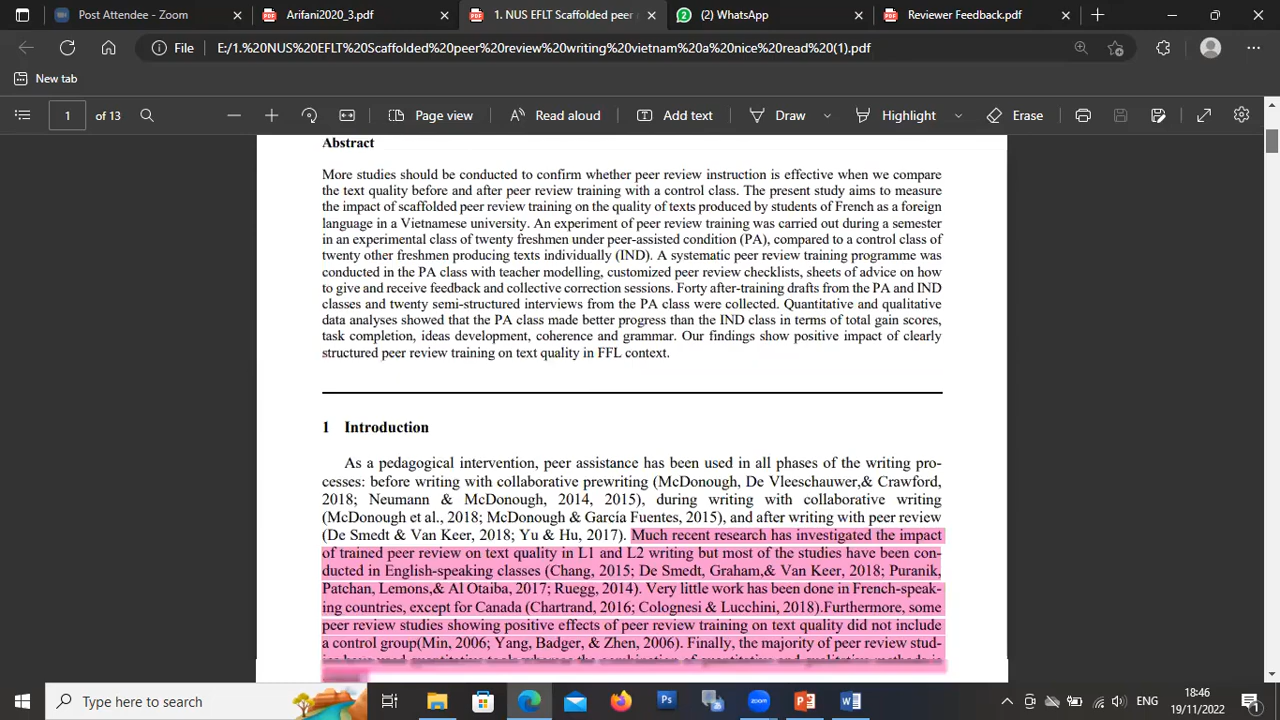 Post Attendee - Zoom
Arifani2020_3.pdf
1. NUS EFLT Scaffolded peer
(2) WhatsApp
Reviewer Feedback.pdf
File
E:/1.%20NUS%20EFLT%20Scaffolded%20peer%20review%20writing%20vietnam%20a%20nice%20read%20(1).pdf
New tab
1 of 13
Page view
Read aloud
Add text
Draw
Highlight
Erase
Abstract
More studies should be conducted to confirm whether peer review instruction is effective when we compare
the text quality before and after peer review training with a control class. The present study aims to measure
the impact of scaffolded peer review training on the quality of texts produced by students of French as a foreign
language in a Vietnamese university. An experiment of peer review training was carried out during a semester
in an experimental class of twenty freshmen under peer-assisted condition (PA), compared to a control class of
twenty other freshmen producing texts individually (IND). A systematic peer review training programme was
conducted in the PA class with teacher modelling, customized peer review checklists, sheets of advice on how
to give and receive feedback and collective correction sessions. Forty after-training drafts from the PA and IND
classes and twenty semi-structured interviews from the PA class were collected. Quantitative and qualitative
data analyses showed that the PA class made better progress than the IND class in terms of total gain scores,
task completion, ideas development, coherence and grammar. Our findings show positive impact of clearly
structured peer review training on text quality in FFL context.
1 Introduction
As a pedagogical intervention, peer assistance has been used in all phases of the writing pro-
cesses: before writing with collaborative prewriting (McDonough, De Vleeschauwer,& Crawford,
2018; Neumann & McDonough, 2014, 2015), during writing with collaborative writing
(McDonough et al., 2018; McDonough & García Fuentes, 2015), and after writing with peer review
(De Smedt & Van Keer, 2018; Yu & Hu, 2017). Much recent research has investigated the impact
of trained peer review on text quality in L1 and L2 writing but most of the studies have been con-
ducted in English-speaking classes (Chang, 2015; De Smedt, Graham,& Van Keer, 2018; Puranik,
Patchan, Lemons,& Al Otaiba, 2017; Ruegg, 2014). Very little work has been done in French-speak-
ing countries, except for Canada (Chartrand, 2016; Colognesi & Lucchini, 2018).Furthermore, some
peer review studies showing positive effects of peer review training on text quality did not include
a control group(Min, 2006; Yang, Badger, & Zhen, 2006). Finally, the majority of peer review stud-
ies have used quantitative tools whereas the combination of quantitative and qualitative methods is
Type here to search
ENG
18:46
19/11/2022